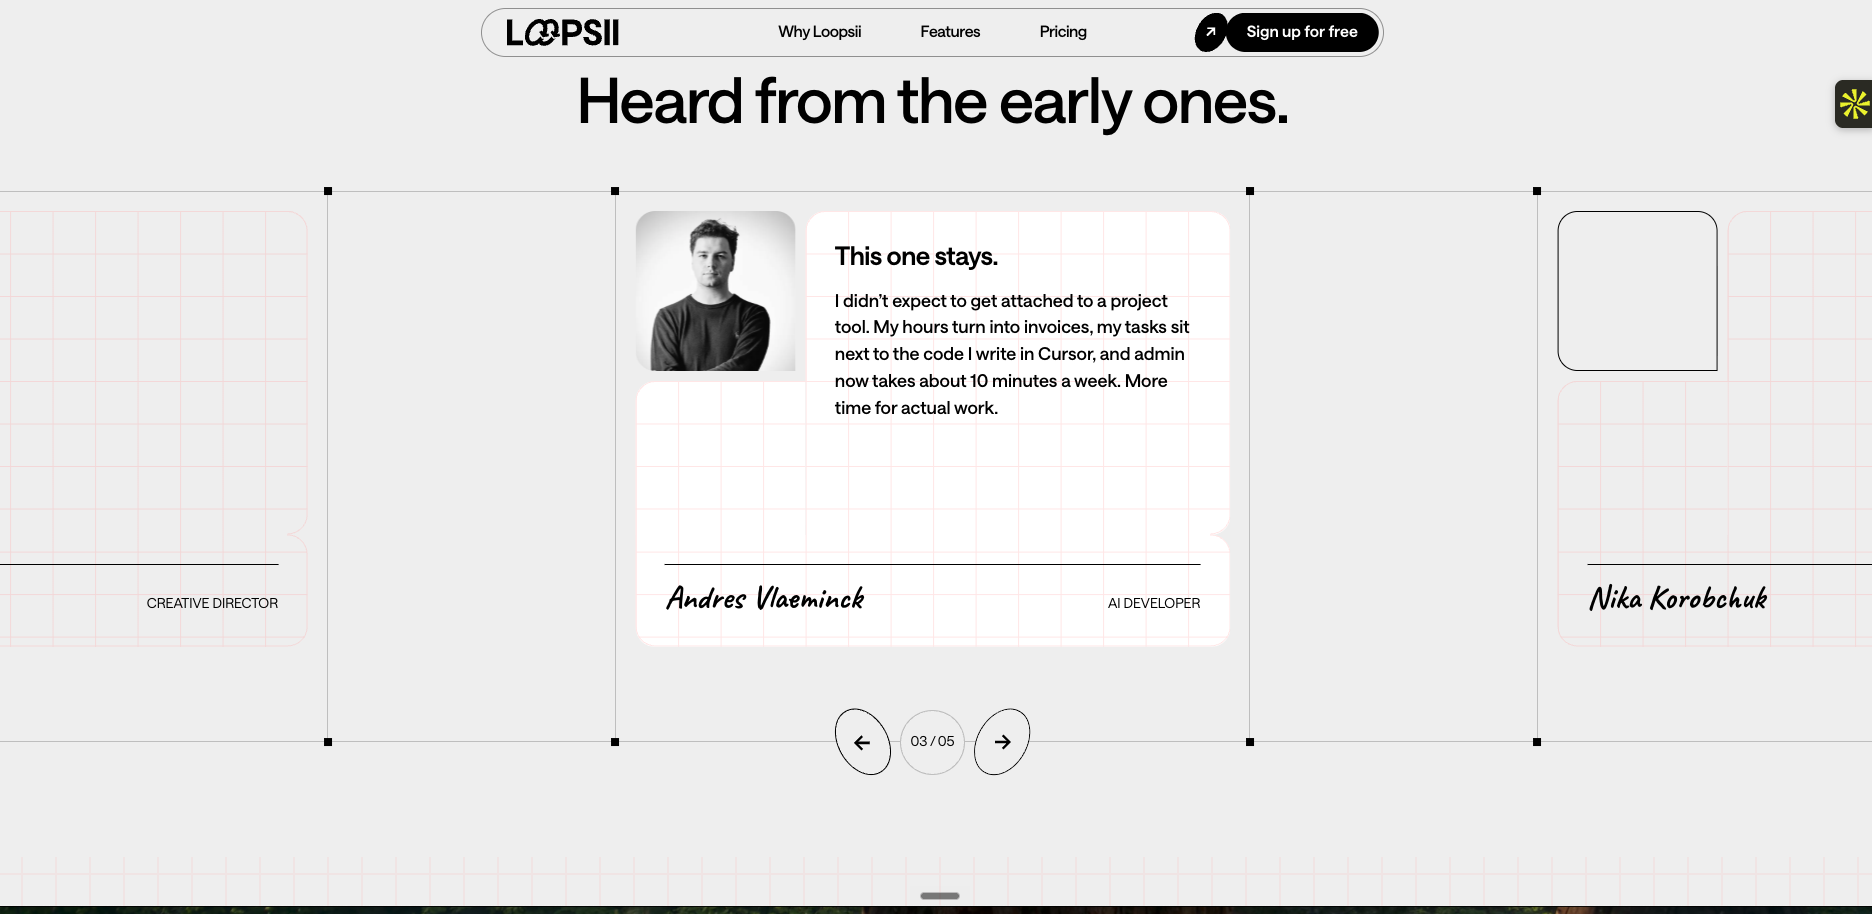 LOOPSII
Why Loopsii
Features
Pricing
Sign up for free
Heard from the early ones.
This one stays.
I didn’t expect to get attached to a project
tool. My hours turn into invoices, my tasks sit
next to the code I write in Cursor, and admin
now takes about 10 minutes a week. More
time for actual work.
CREATIVE DIRECTOR
Andres Vlaeminck
AI DEVELOPER
Nika Korobchuk
03 / 05